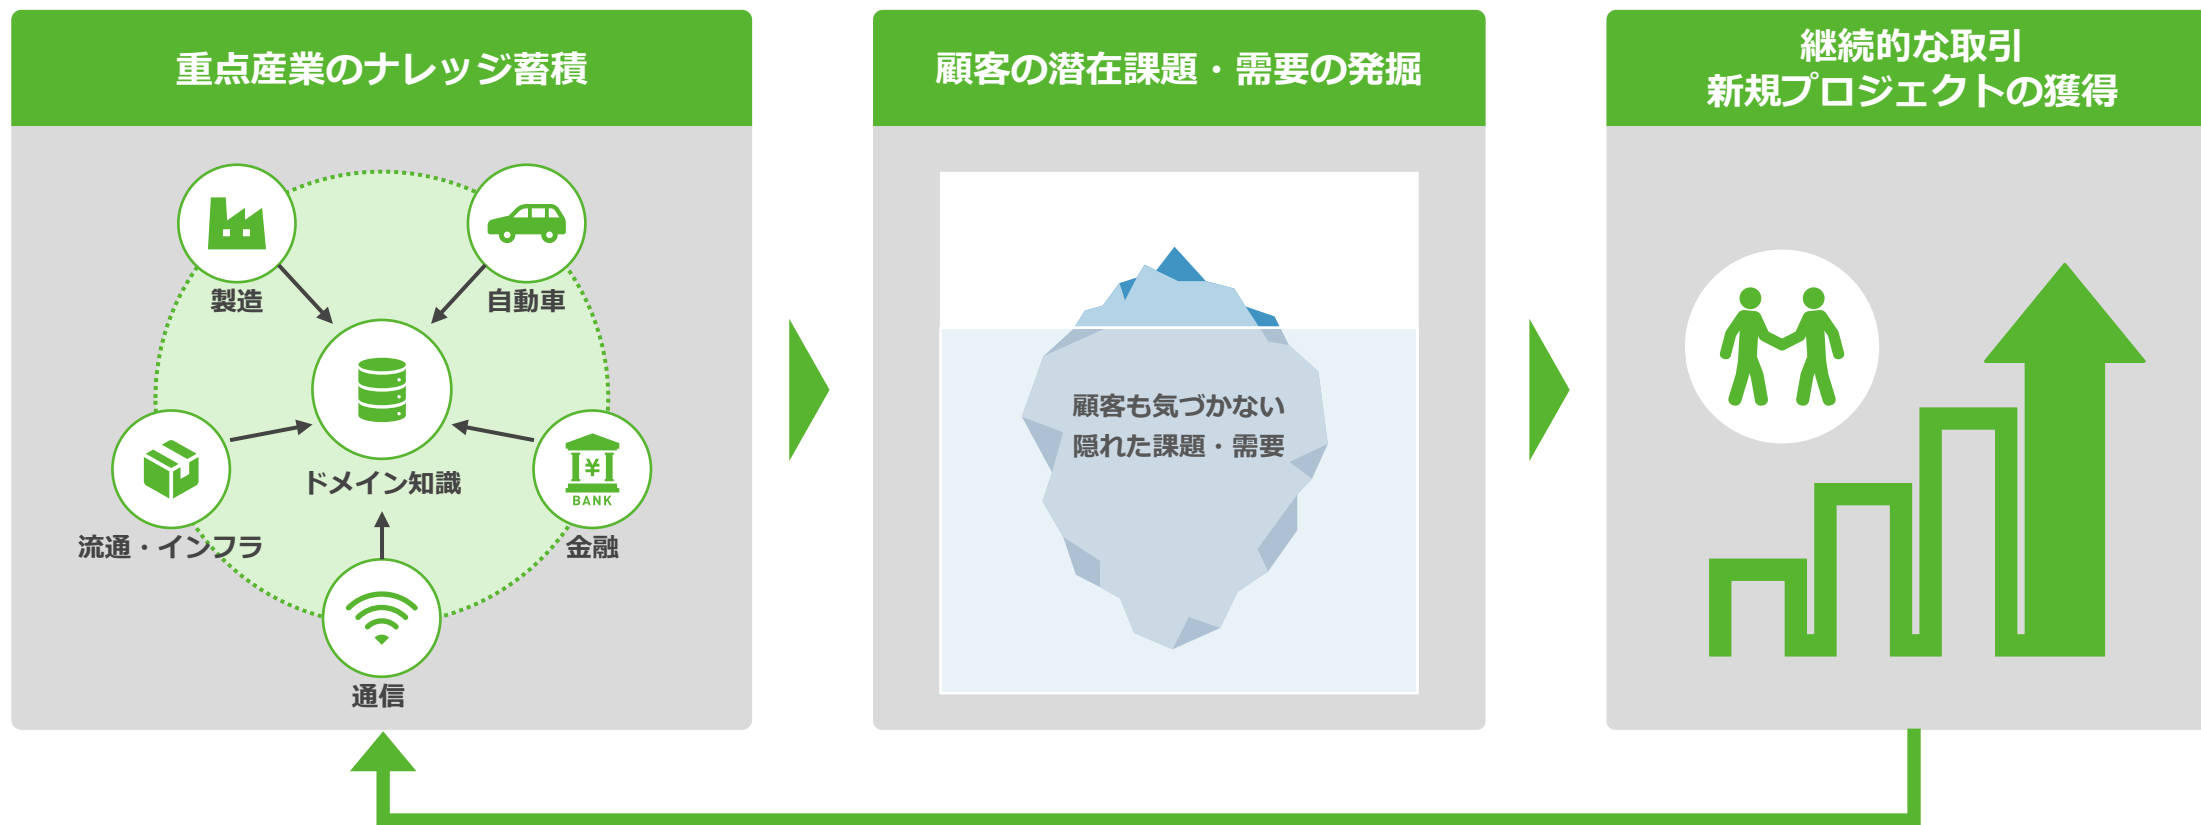 重点産業のナレッジ蓄積
製造
自動車
ドメイン知識
¥
BANK
流通・インフラ
金融
通信
顧客の潜在課題・需要の発掘
顧客も気づかない
隠れた課題・需要
継続的な取引
新規プロジェクトの獲得